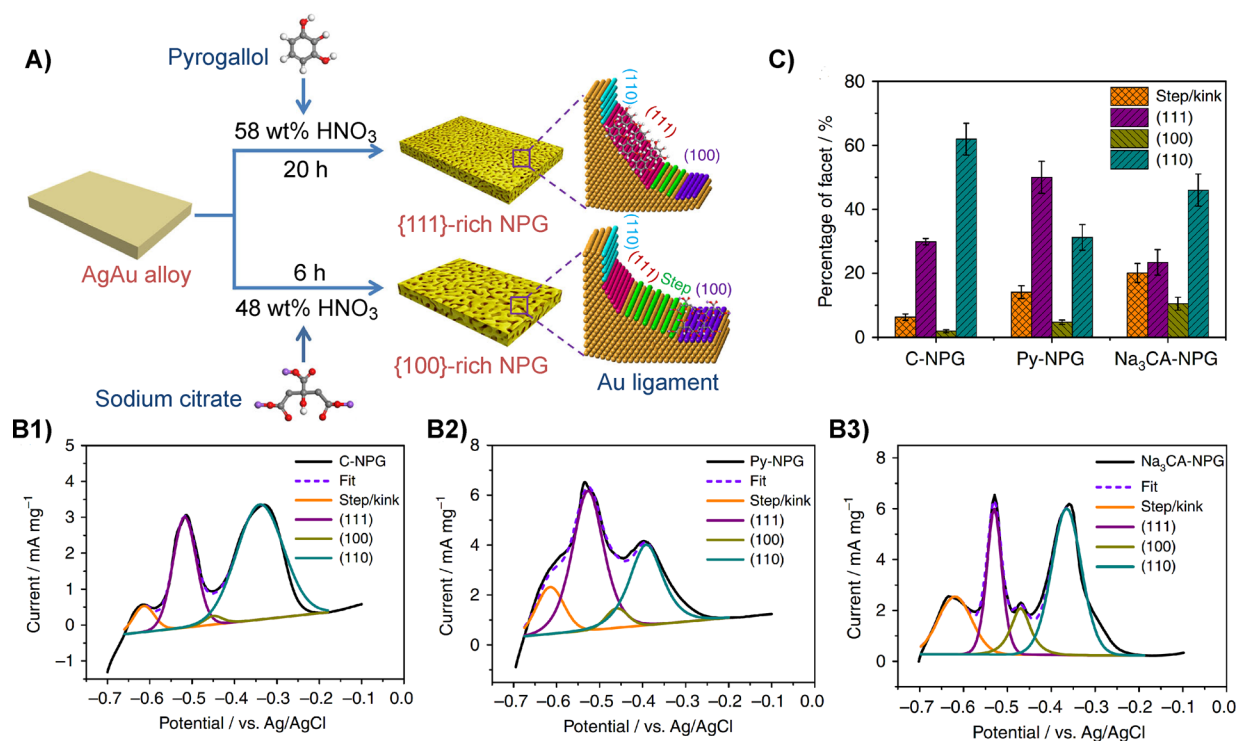 A)
Pyrogallol
58 wt% HNO₃
20 h
AgAu alloy
6 h
48 wt% HNO₃
Sodium citrate
{111}-rich NPG
{100}-rich NPG
(110)
(111)
(100)
(110)
(111)
Step
(100)
Au ligament
C)
Percentage of facet / %
80
60
40
20
0
Step/kink
(111)
(100)
(110)
C-NPG
Py-NPG
Na₃CA-NPG
B1)
Current / mA mg⁻¹
5
4
3
2
1
0
−1
C-NPG
Fit
Step/kink
(111)
(100)
(110)
−0.7 −0.6 −0.5 −0.4 −0.3 −0.2 −0.1 0.0
Potential / vs. Ag/AgCl
B2)
Current / mA mg⁻¹
8
6
4
2
0
Py-NPG
Fit
Step/kink
(111)
(100)
(110)
−0.7 −0.6 −0.5 −0.4 −0.3 −0.2 −0.1 0.0
Potential / vs. Ag/AgCl
B3)
Current / mA mg⁻¹
8
6
4
2
0
Na₃CA-NPG
Fit
Step/kink
(111)
(100)
(110)
−0.7 −0.6 −0.5 −0.4 −0.3 −0.2 −0.1 0.0
Potential / vs. Ag/AgCl